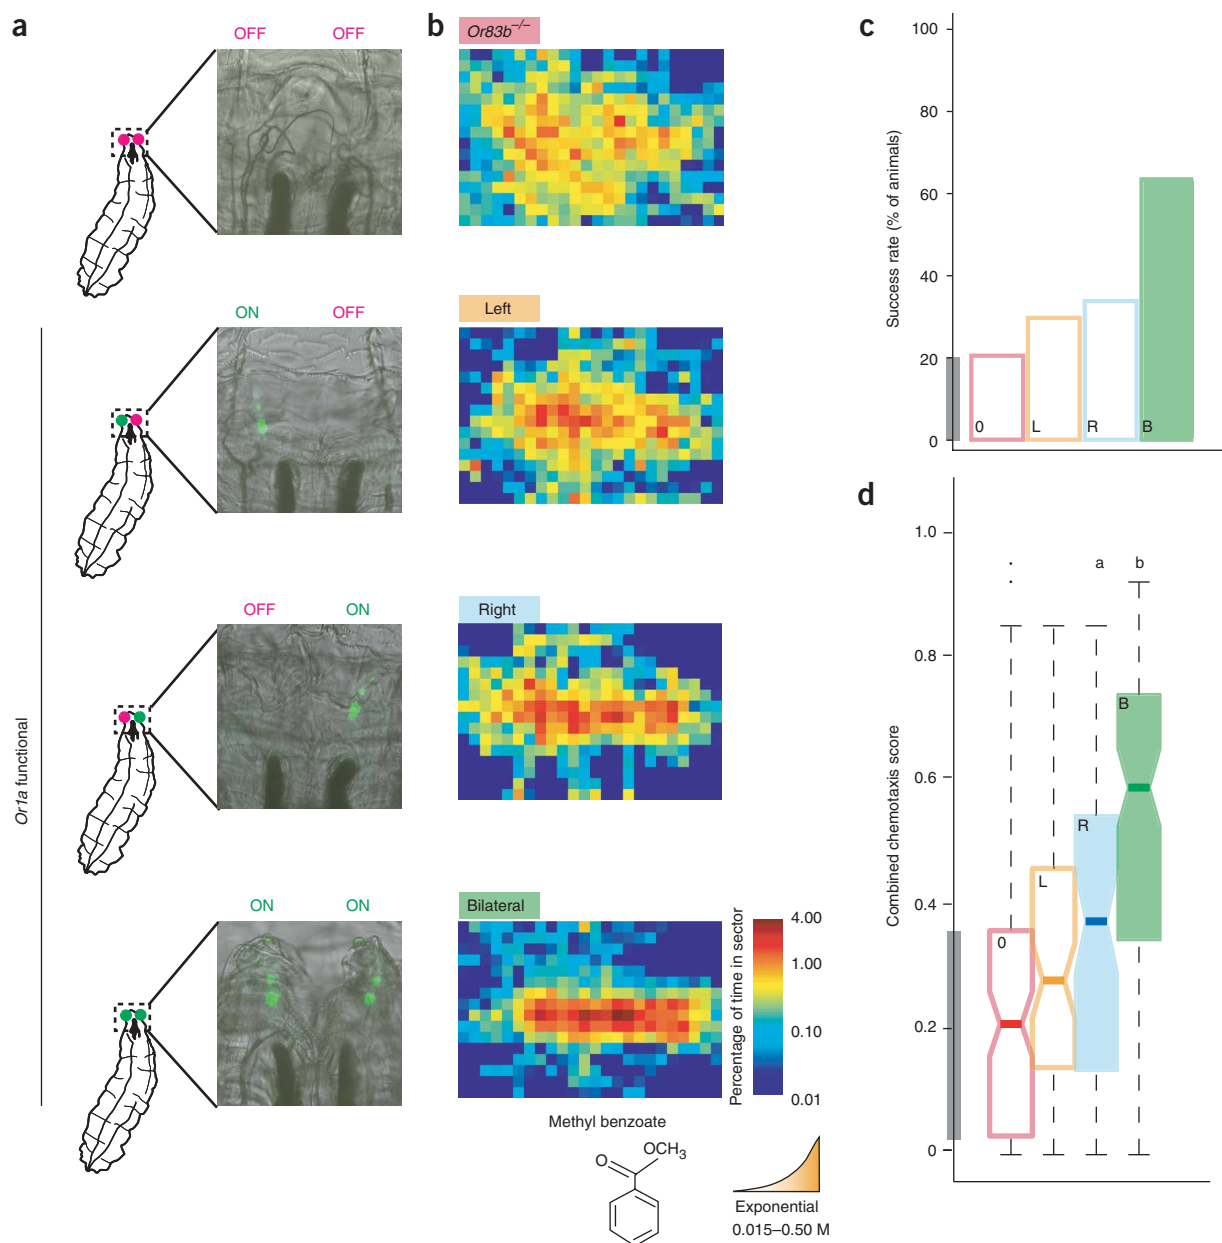 a
OFF OFF
ON OFF
OFF ON
ON ON
Or1a functional
b
Or83b⁻/⁻
Left
Right
Bilateral
Percentage of time in sector
4.00
1.00
0.10
0.01
Methyl benzoate
O
OCH₃
Exponential
0.015–0.50 M
c
Success rate (% of animals)
100
80
60
40
20
0
0 L R B
d
Combined chemotaxis score
1.0
0.8
0.6
0.4
0.2
0
a b
0 L R B